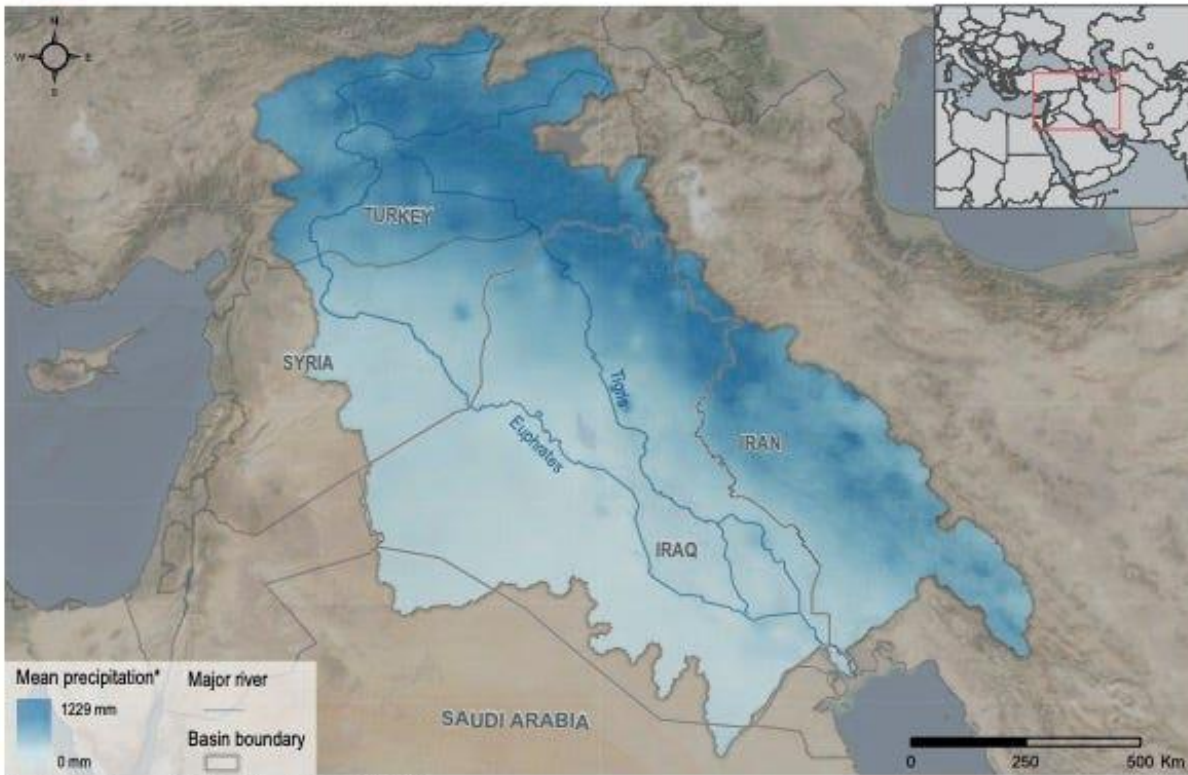 N
W E
S
TURKEY
SYRIA
Tigris
Euphrates
IRAN
IRAQ
SAUDI ARABIA
Mean precipitation*
1229 mm
0 mm
Major river
Basin boundary
0 250 500 Km